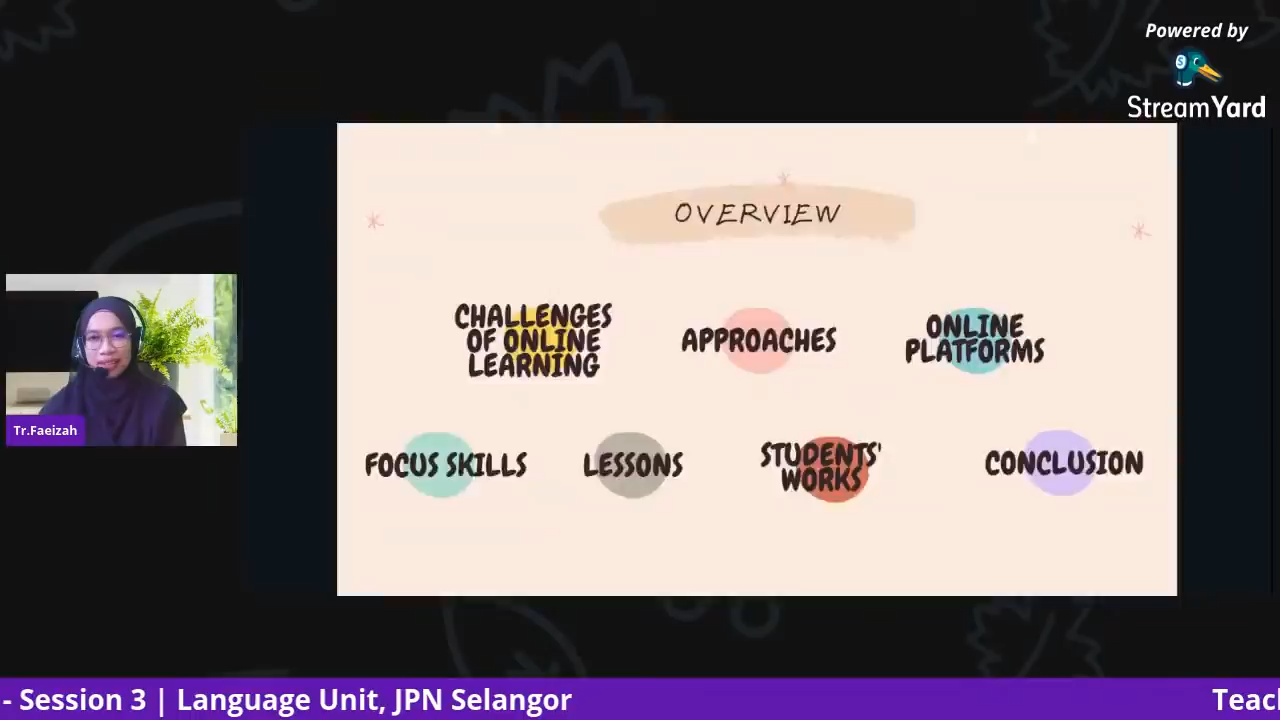 Powered by
StreamYard
OVERVIEW
CHALLENGES
OF ONLINE
LEARNING
APPROACHES
ONLINE
PLATFORMS
FOCUS SKILLS
LESSONS
STUDENTS'
WORKS
CONCLUSION
Tr.Faeizah
- Session 3 | Language Unit, JPN Selangor